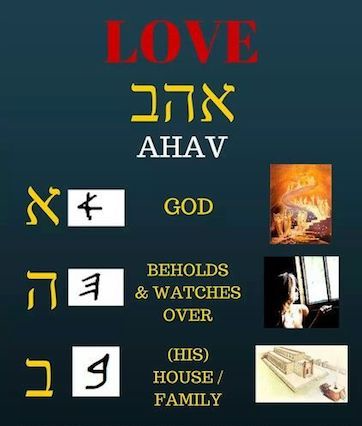 LOVE
אהב
AHAV
א 𐤀 GOD
ה 𐤄 BEHOLDS
& WATCHES
OVER
ב 𐤁 (HIS)
HOUSE /
FAMILY